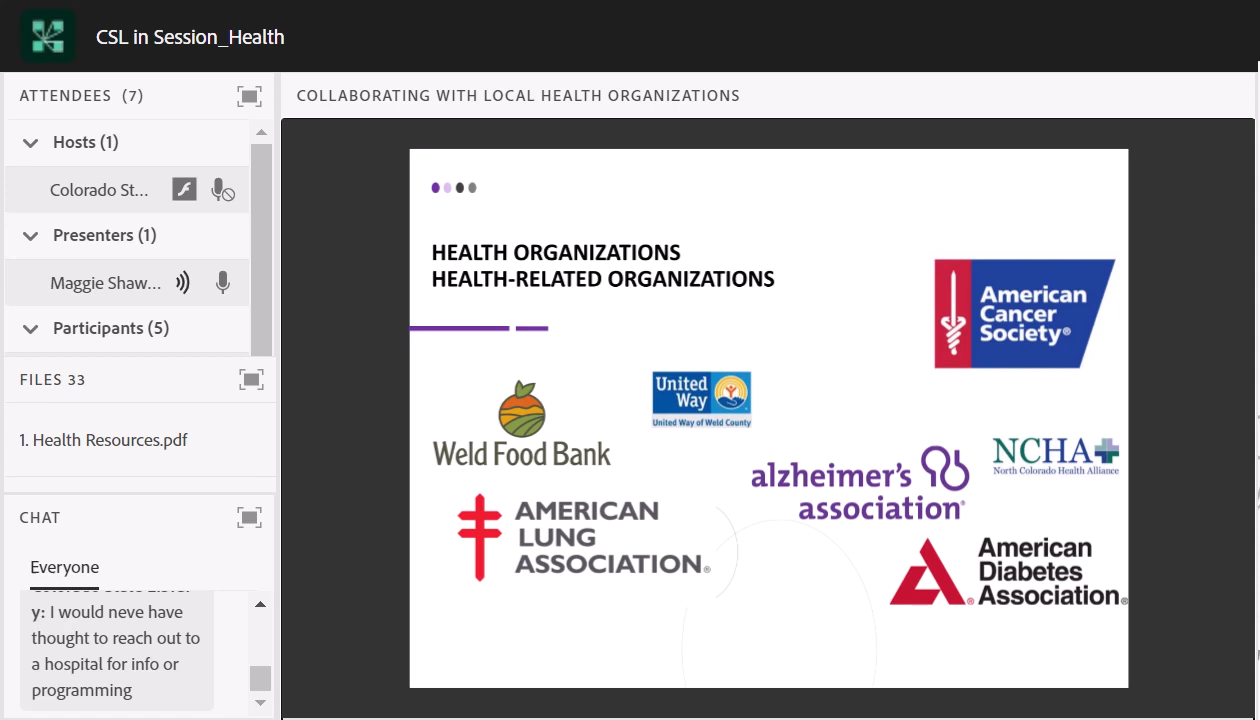 CSL in Session_Health
ATTENDEES (7)
Hosts (1)
Colorado St...
Presenters (1)
Maggie Shaw...
Participants (5)
FILES 33
1. Health Resources.pdf
CHAT
Everyone
y: I would neve have
thought to reach out to
a hospital for info or
programming
COLLABORATING WITH LOCAL HEALTH ORGANIZATIONS
HEALTH ORGANIZATIONS
HEALTH-RELATED ORGANIZATIONS
American
Cancer
Society®
United
Way
United Way of Weld County
Weld Food Bank
NCHA
North Colorado Health Alliance
alzheimer's
association®
AMERICAN
LUNG
ASSOCIATION®
American
Diabetes
Association®